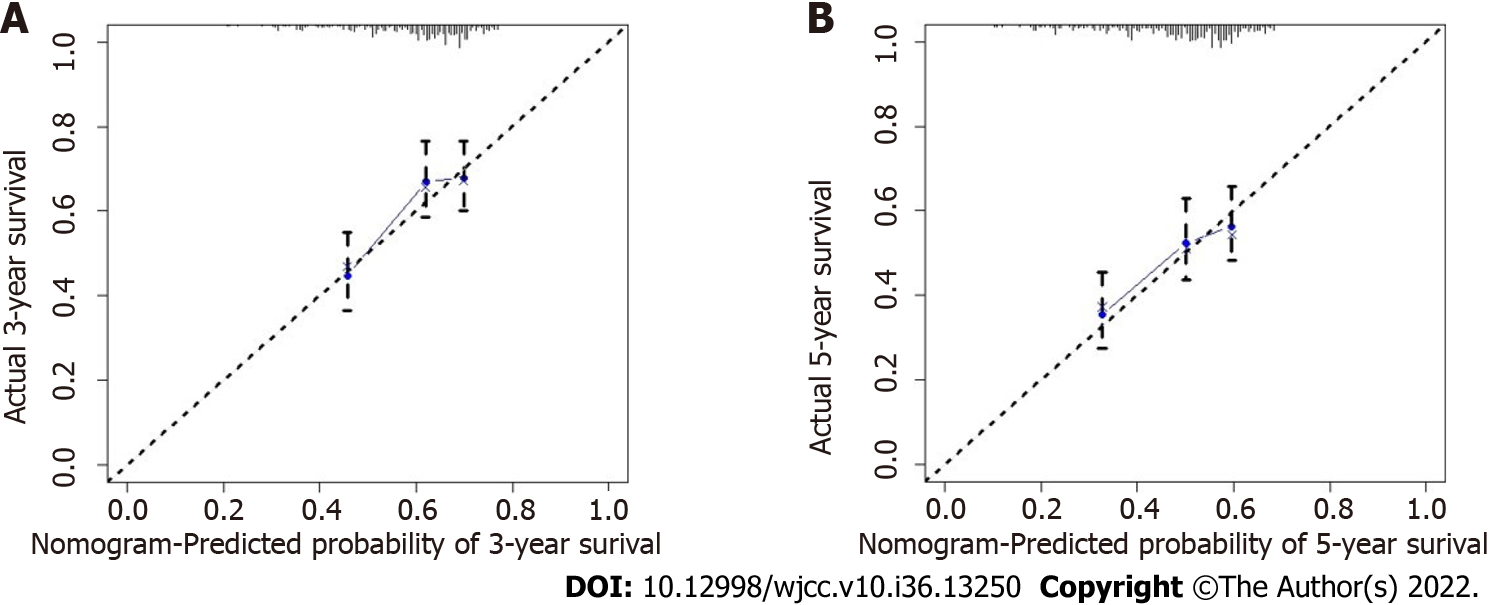 A
Actual 3-year survival
1.0
0.8
0.6
0.4
0.2
0.0
0.0 0.2 0.4 0.6 0.8 1.0
Nomogram-Predicted probability of 3-year surival
B
Actual 5-year survival
1.0
0.8
0.6
0.4
0.2
0.0
0.0 0.2 0.4 0.6 0.8 1.0
Nomogram-Predicted probability of 5-year surival
DOI: 10.12998/wjcc.v10.i36.13250 Copyright ©The Author(s) 2022.